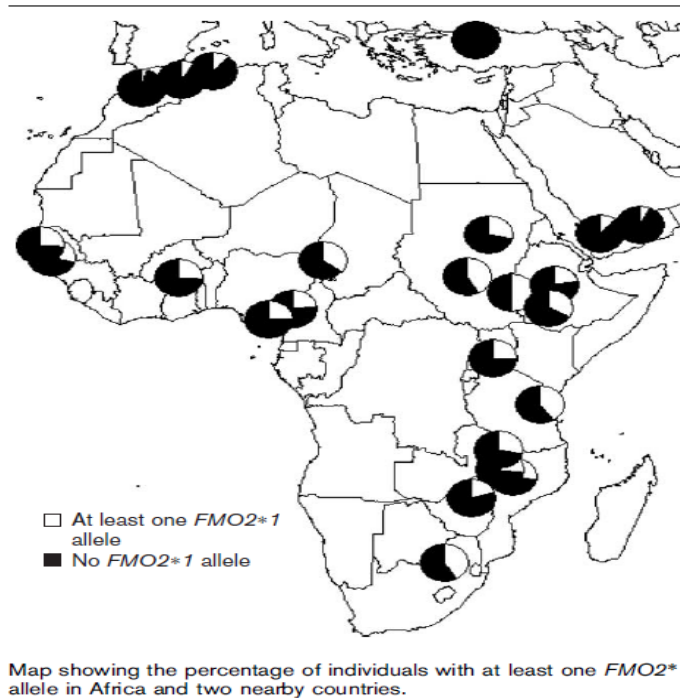 At least one FMO2*1
allele
No FMO2*1 allele
Map showing the percentage of individuals with at least one FMO2*
allele in Africa and two nearby countries.